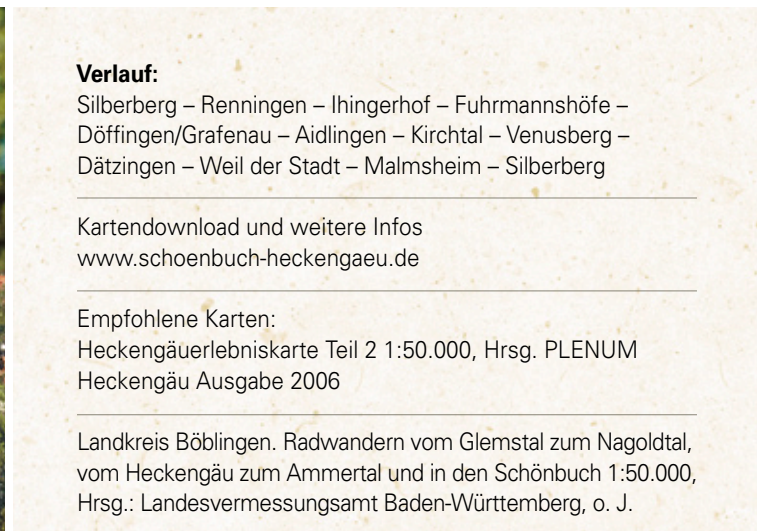 Verlauf:
Silberberg – Renningen – Ihingerhof – Fuhrmannshöfe –
Döffingen/Grafenau – Aidlingen – Kirchtal – Venusberg –
Dätzingen – Weil der Stadt – Malmsheim – Silberberg
Kartendownload und weitere Infos
www.schoenbuch-heckengaeu.de
Empfohlene Karten:
Heckengäuerlebniskarte Teil 2 1:50.000, Hrsg. PLENUM
Heckengäu Ausgabe 2006
Landkreis Böblingen. Radwandern vom Glemstal zum Nagoldtal,
vom Heckengäu zum Ammertal und in den Schönbuch 1:50.000,
Hrsg.: Landesvermessungsamt Baden-Württemberg, o. J.